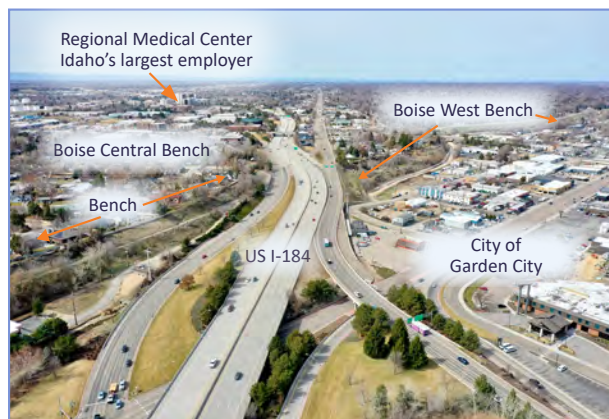 Regional Medical Center
Idaho's largest employer
Boise West Bench
Boise Central Bench
Bench
US I-184
City of
Garden City